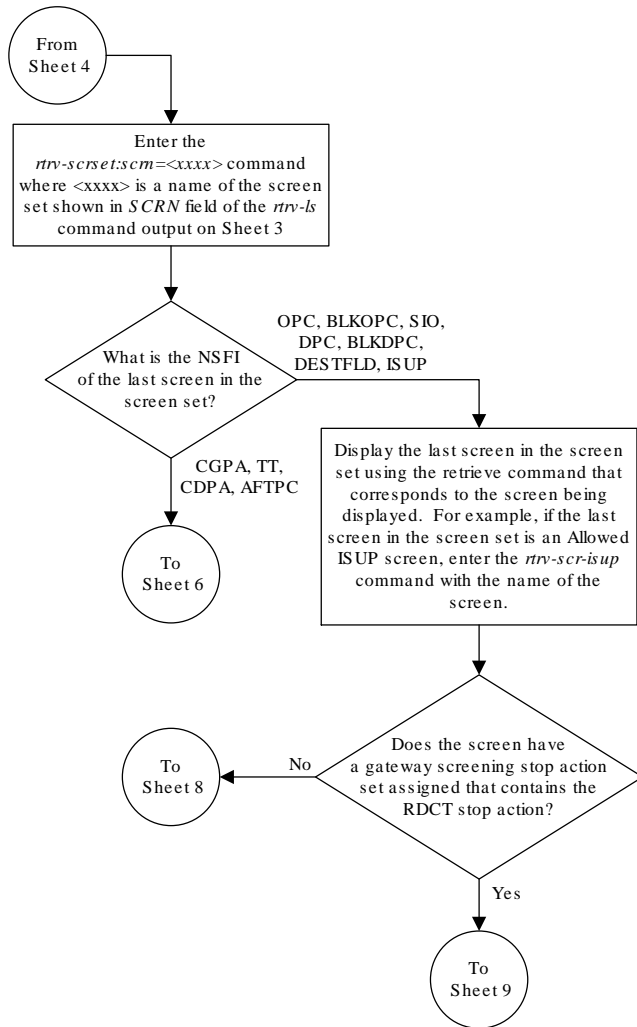 From
Sheet 4
Enter the
rtrv-scrset:scrn=<xxxx> command
where <xxxx> is a name of the screen
set shown in SCRN field of the rtrv-ls
command output on Sheet 3
What is the NSFI
of the last screen in the
screen set?
OPC, BLKOPC, SIO,
DPC, BLKDPC,
DESTFLD, ISUP
CGPA, TT,
CDPA, AFTPC
To
Sheet 6
Display the last screen in the screen
set using the retrieve command that
corresponds to the screen being
displayed. For example, if the last
screen in the screen set is an Allowed
ISUP screen, enter the rtrv-scr-isup
command with the name of the
screen.
Does the screen have
a gateway screening stop action
set assigned that contains the
RDCT stop action?
No
To
Sheet 8
Yes
To
Sheet 9